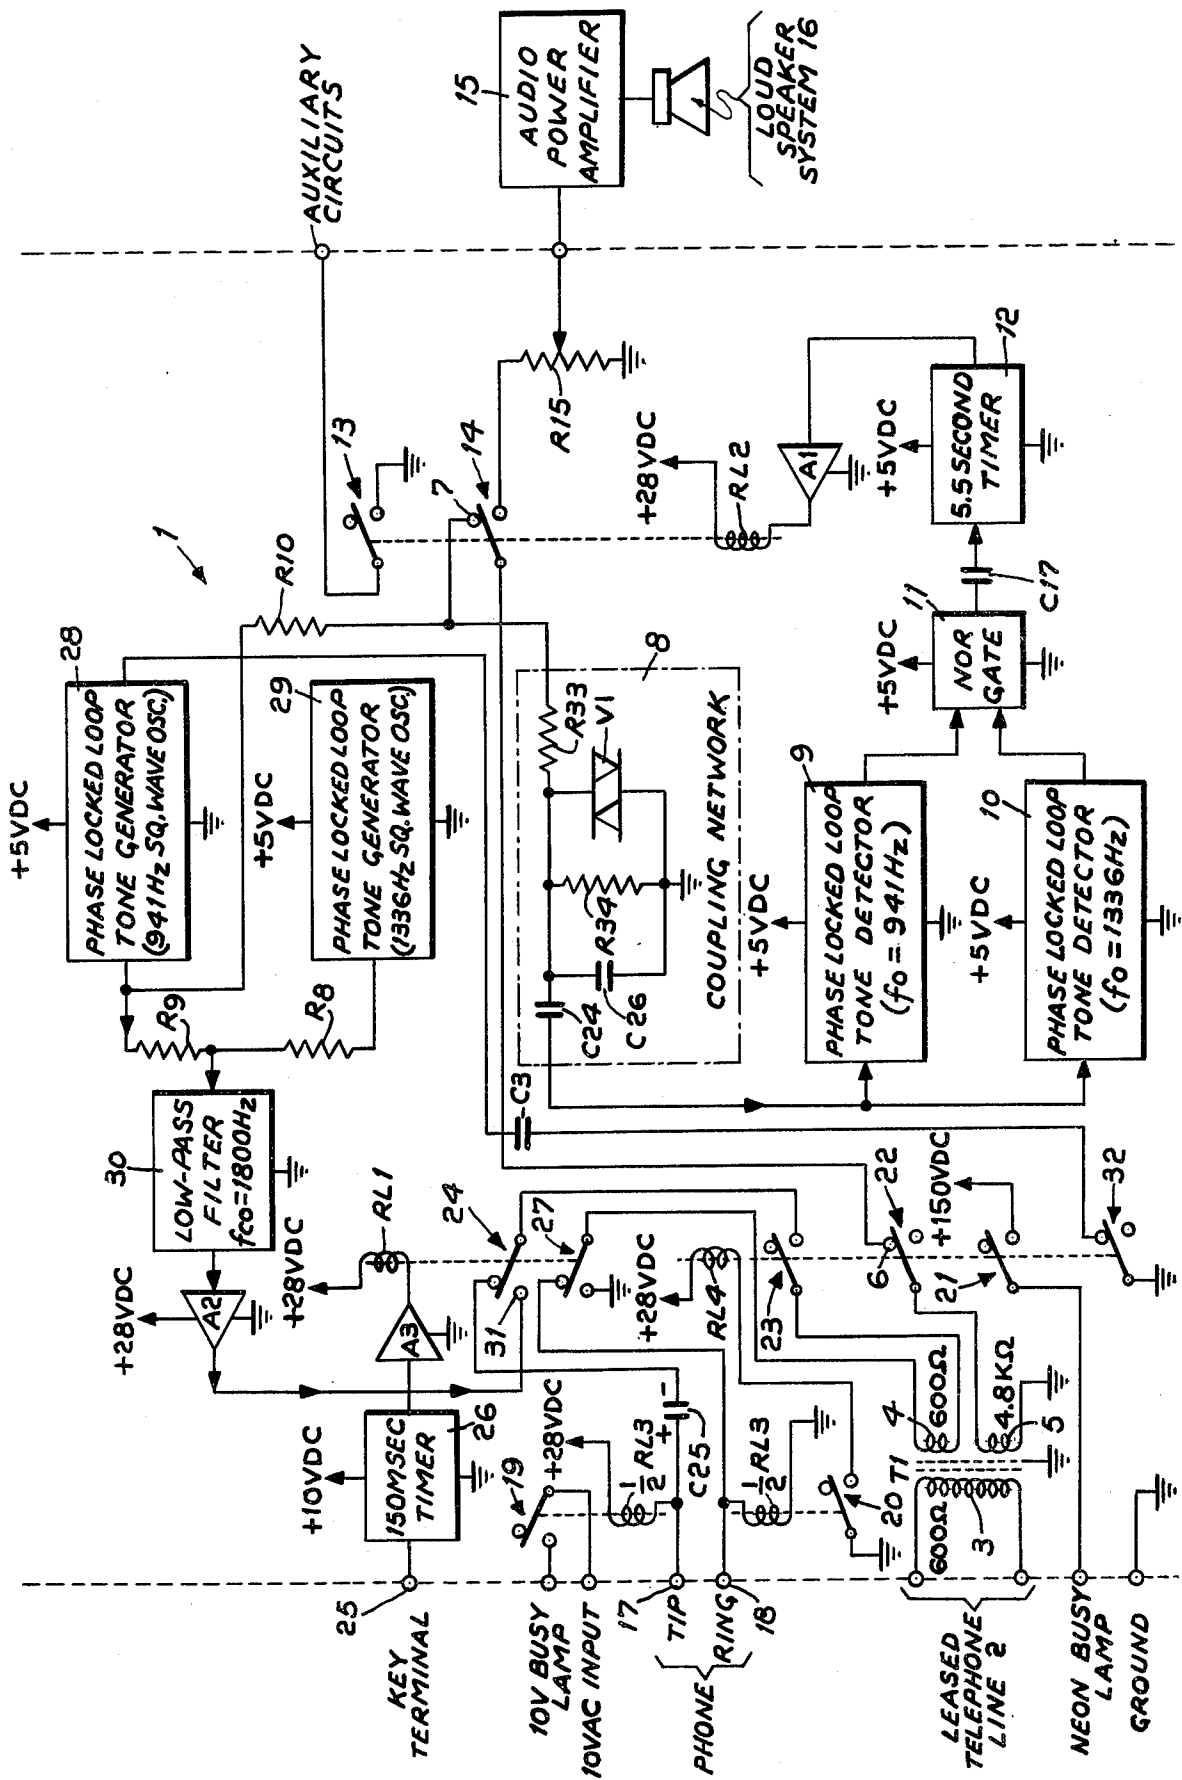 1
+5VDC
28
PHASE LOCKED LOOP
TONE GENERATOR
(941Hz SQ. WAVE OSC.)
R10
+5VDC
29
PHASE LOCKED LOOP
TONE GENERATOR
(1336Hz SQ. WAVE OSC.)
R9
R8
30
LOW-PASS
FILTER
fco=1800Hz
+28VDC
A2
+28VDC
RL1
A3
+10VDC
150MSEC
TIMER
26
25
KEY
TERMINAL
AUXILIARY
CIRCUITS
13
7
14
R15
15
AUDIO
POWER
AMPLIFIER
LOUD
SPEAKER
SYSTEM 16
8
R33
V1
R34
C24
C26
COUPLING NETWORK
C3
24
27
31
19
+28VDC
10V BUSY
LAMP
10VAC INPUT
1/2 RL3
C25
+
-
17
TIP
RING
18
PHONE
1/2 RL3
+28VDC
RL4
23
20
+28VDC
RL2
A1
+5VDC
5.5 SECOND
TIMER
12
C17
+5VDC
11
NOR
GATE
+5VDC
9
PHASE LOCKED LOOP
TONE DETECTOR
(fo=941Hz)
+5VDC
10
PHASE LOCKED LOOP
TONE DETECTOR
(fo=1336Hz)
22
6
+150VDC
21
32
T1
600Ω
3
4
600Ω
4.8KΩ
5
LEASED
TELEPHONE
LINE 2
NEON BUSY
LAMP
GROUND